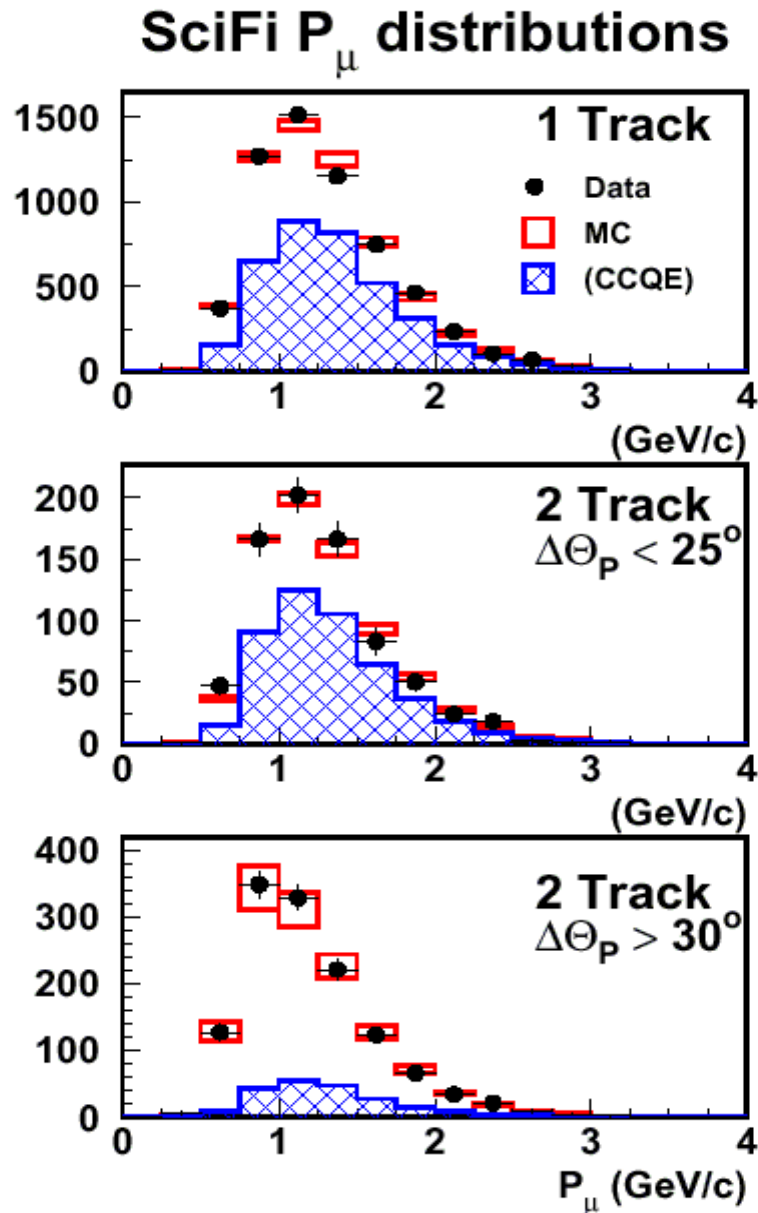 SciFi Pμ distributions
1500
1000
500
0
1 Track
Data
MC
(CCQE)
0 1 2 3 4
(GeV/c)
200
150
100
50
0
2 Track
ΔΘP < 25o
0 1 2 3 4
(GeV/c)
400
300
200
100
0
2 Track
ΔΘP > 30o
0 1 2 3 4
Pμ (GeV/c)